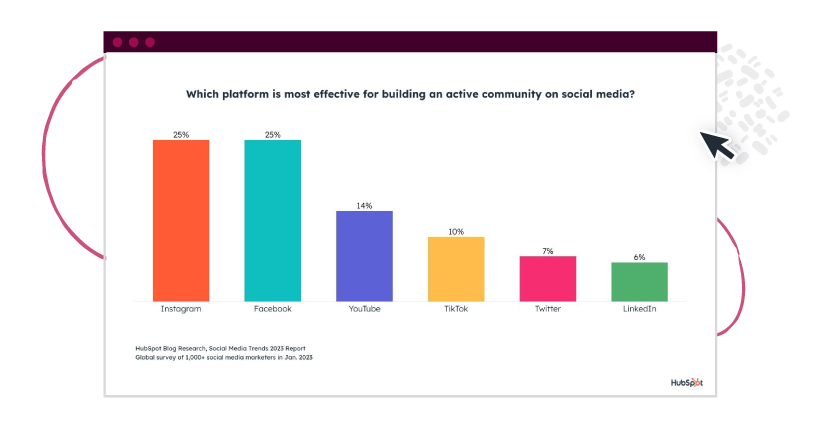 Which platform is most effective for building an active community on social media?
25%
25%
14%
10%
7%
6%
Instagram
Facebook
YouTube
TikTok
Twitter
LinkedIn
HubSpot Blog Research, Social Media Trends 2023 Report
Global survey of 1,000+ social media marketers in Jan. 2023
HubSpot